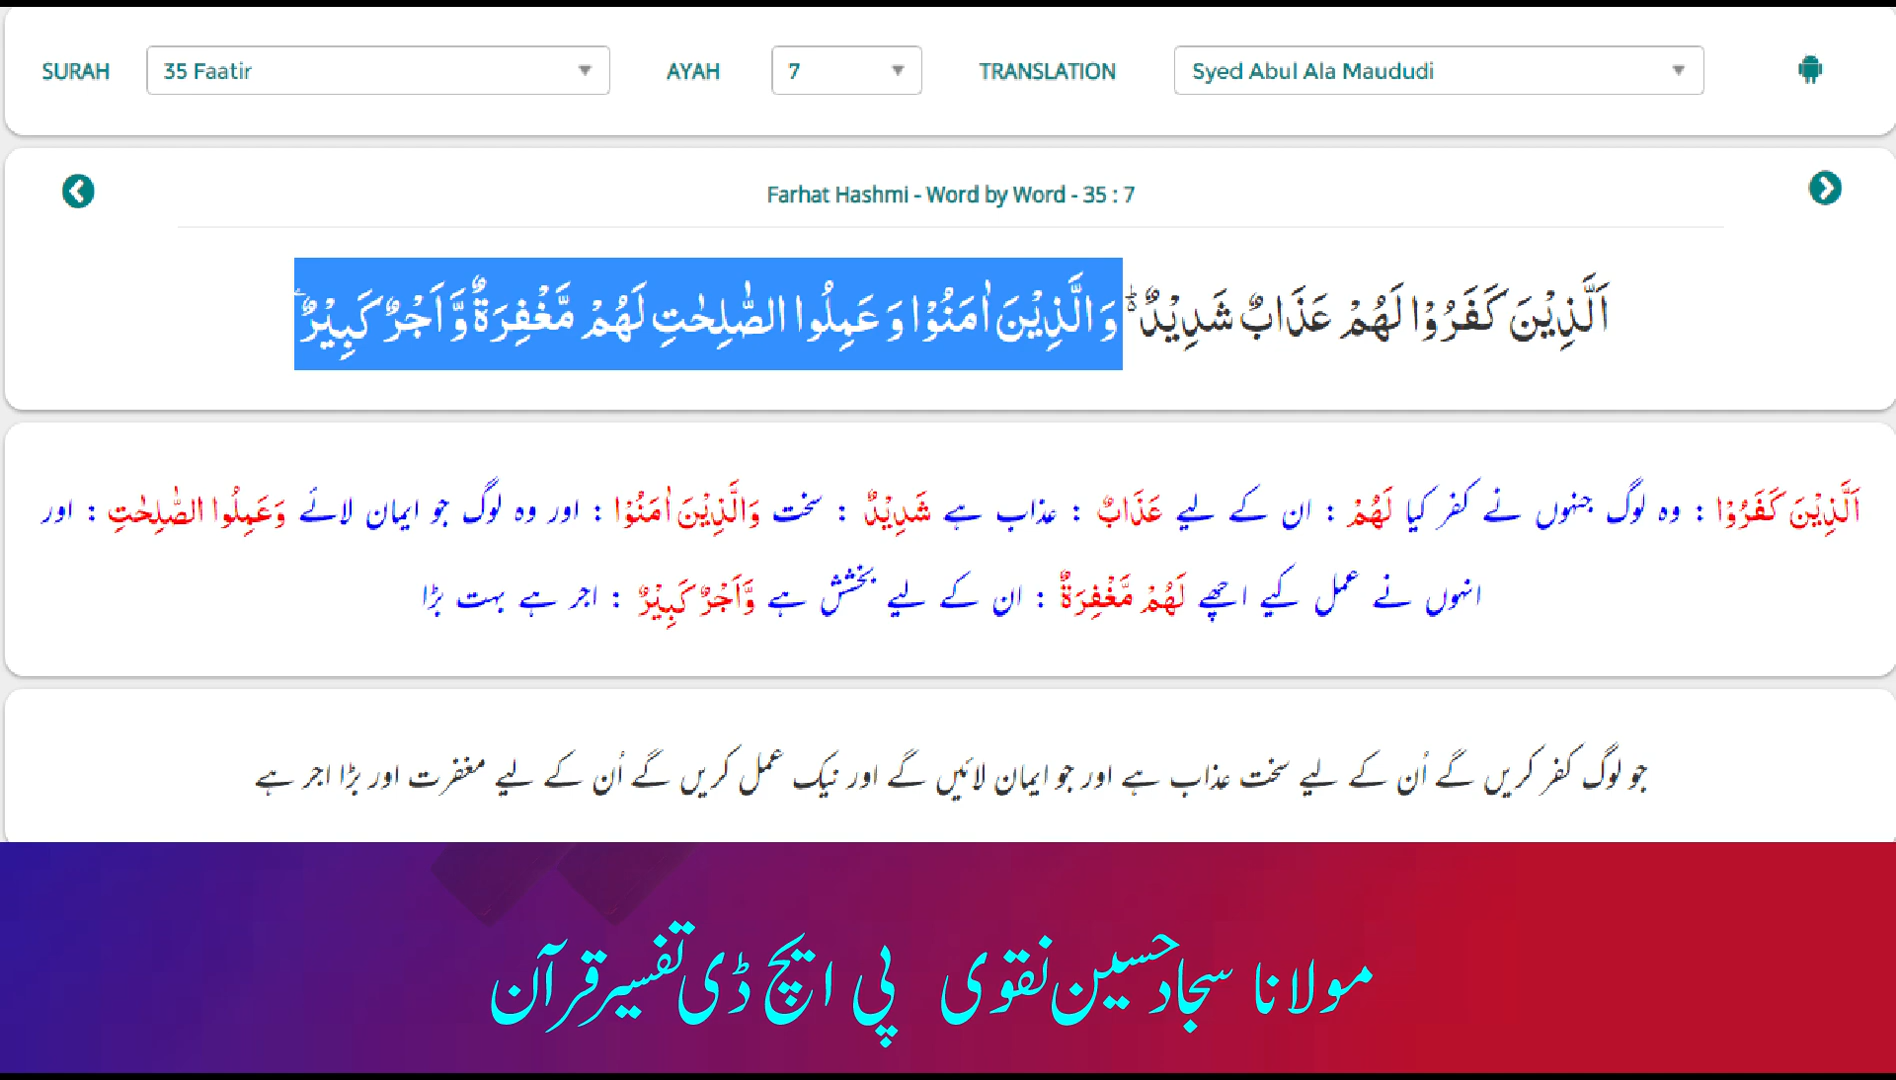 SURAH 35 Faatir AYAH 7 TRANSLATION Syed Abul Ala Maududi
Farhat Hashmi - Word by Word - 35 : 7
اَلَّذِيْنَ كَفَرُوْا لَهُمْ عَذَابٌ شَدِيْدٌ ۬ؕ وَالَّذِيْنَ اٰمَنُوْا وَ عَمِلُوا الصّٰلِحٰتِ لَهُمْ مَّغْفِرَةٌ وَّ اَجْرٌ كَبِيْرٌ ۧ
اَلَّذِيْنَ كَفَرُوْا : وہ لوگ جنہوں نے کفر کیا لَهُمْ : ان کے لیے عَذَابٌ : عذاب ہے شَدِيْدٌ : سخت وَالَّذِيْنَ اٰمَنُوْا : اور وہ لوگ جو ایمان لائے وَعَمِلُوا الصّٰلِحٰتِ : اور
انہوں نے عمل کیے اچھے لَهُمْ مَّغْفِرَةٌ : ان کے لیے بخشش ہے وَّاَجْرٌ كَبِيْرٌ : اجر ہے بہت بڑا
جو لوگ کفر کریں گے اُن کے لیے سخت عذاب ہے اور جو ایمان لائیں گے اور نیک عمل کریں گے اُن کے لیے مغفرت اور بڑا اجر ہے
مولانا سجاد حسین نقوی پی ایچ ڈی تفسیر قرآن